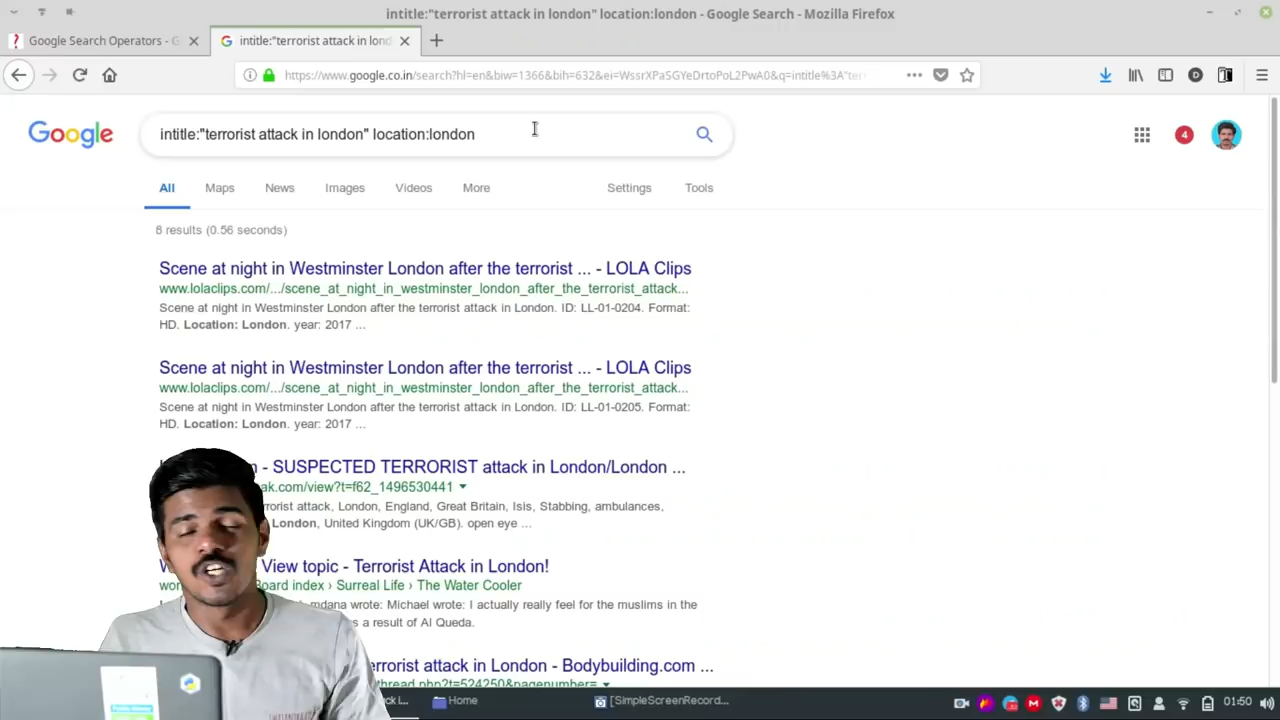 intitle:"terrorist attack in london" location:london - Google Search - Mozilla Firefox
Google Search Operators - G
intitle:"terrorist attack in lond
https://www.google.co.in/search?hl=en&biw=1366&bih=632&ei=WssrXPaSGYeDrtoPoL2PwA0&q=intitle%3A"ter
Google
intitle:"terrorist attack in london" location:london
4
All Maps News Images Videos More Settings Tools
8 results (0.56 seconds)
Scene at night in Westminster London after the terrorist ... - LOLA Clips
www.lolaclips.com/.../scene_at_night_in_westminster_london_after_the_terrorist_attack...
Scene at night in Westminster London after the terrorist attack in London. ID: LL-01-0204. Format:
HD. Location: London. year: 2017 ...
Scene at night in Westminster London after the terrorist ... - LOLA Clips
www.lolaclips.com/.../scene_at_night_in_westminster_london_after_the_terrorist_attack...
Scene at night in Westminster London after the terrorist attack in London. ID: LL-01-0205. Format:
HD. Location: London. year: 2017 ...
- SUSPECTED TERRORIST attack in London/London ...
ak.com/view?t=f62_1496530441
rorist attack, London, England, Great Britain, Isis, Stabbing, ambulances,
London, United Kingdom (UK/GB). open eye ...
View topic - Terrorist Attack in London!
Board index › Surreal Life › The Water Cooler
mdana wrote: Michael wrote: I actually really feel for the muslims in the
s a result of Al Queda.
errorist attack in London - Bodybuilding.com ...
thread.php?t=524250&pagenumber=
Home
[SimpleScreenRecord...
01:50